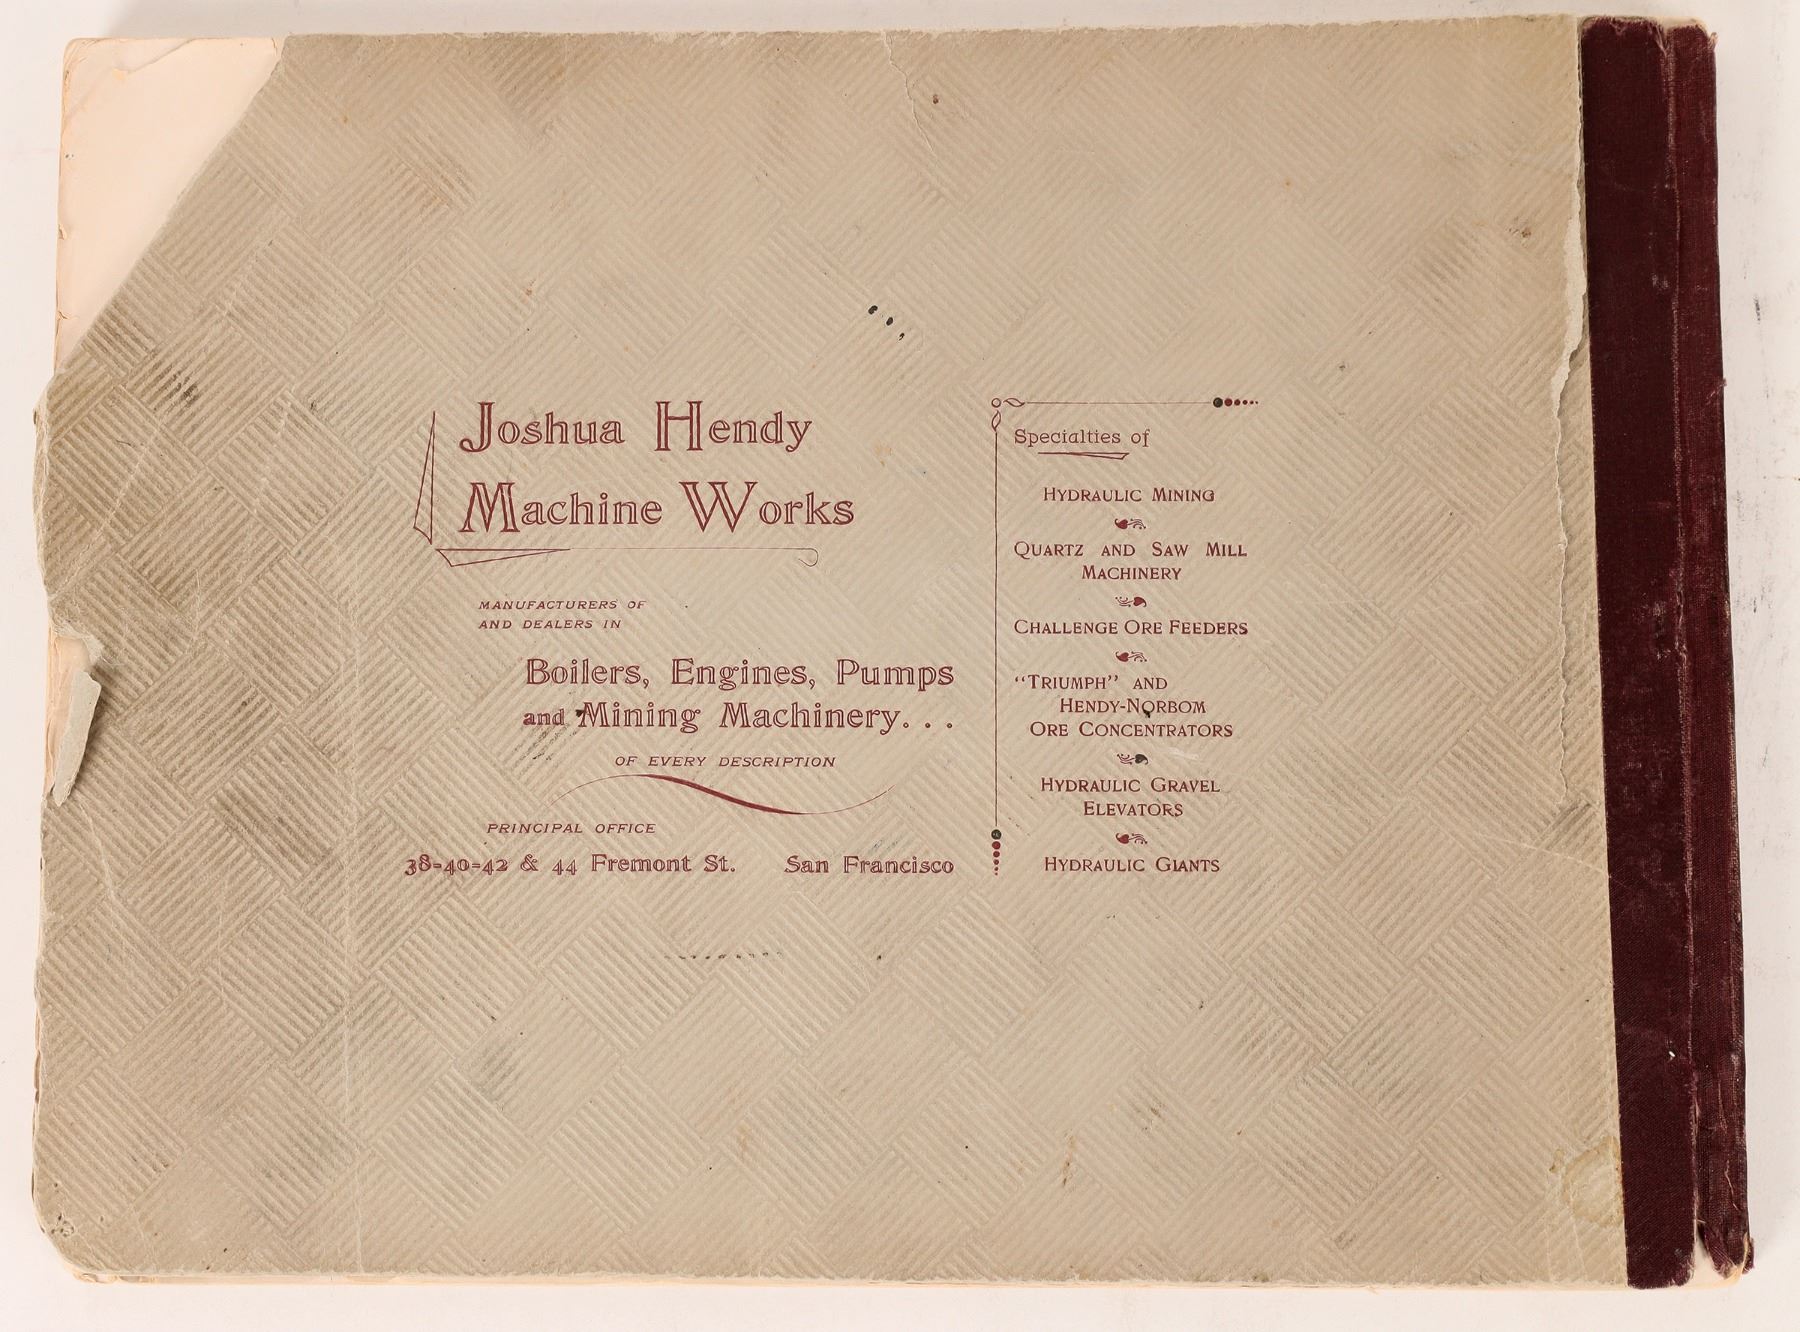 Joshua Hendy
Machine Works
MANUFACTURERS OF
AND DEALERS IN
Boilers, Engines, Pumps
and Mining Machinery. . .
OF EVERY DESCRIPTION
PRINCIPAL OFFICE
38-40-42 & 44 Fremont St. San Francisco
Specialties of
HYDRAULIC MINING
QUARTZ AND SAW MILL
MACHINERY
CHALLENGE ORE FEEDERS
"TRIUMPH" AND
HENDY-NORBOM
ORE CONCENTRATORS
HYDRAULIC GRAVEL
ELEVATORS
HYDRAULIC GIANTS